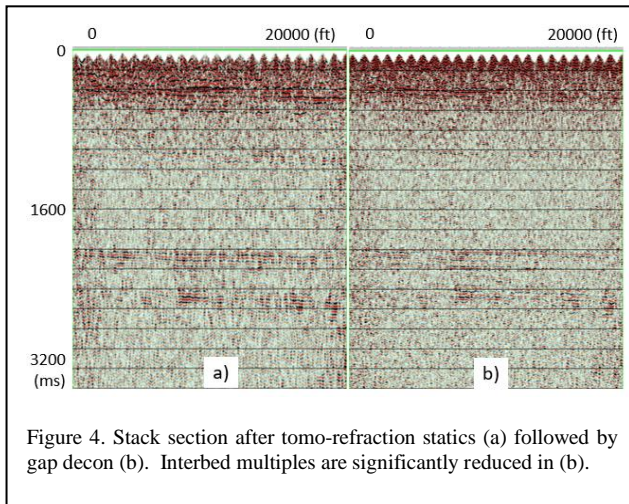 0 20000 (ft) 0 20000 (ft)
0
1600
3200
(ms)
a) b)
Figure 4. Stack section after tomo-refraction statics (a) followed by
gap decon (b). Interbed multiples are significantly reduced in (b).